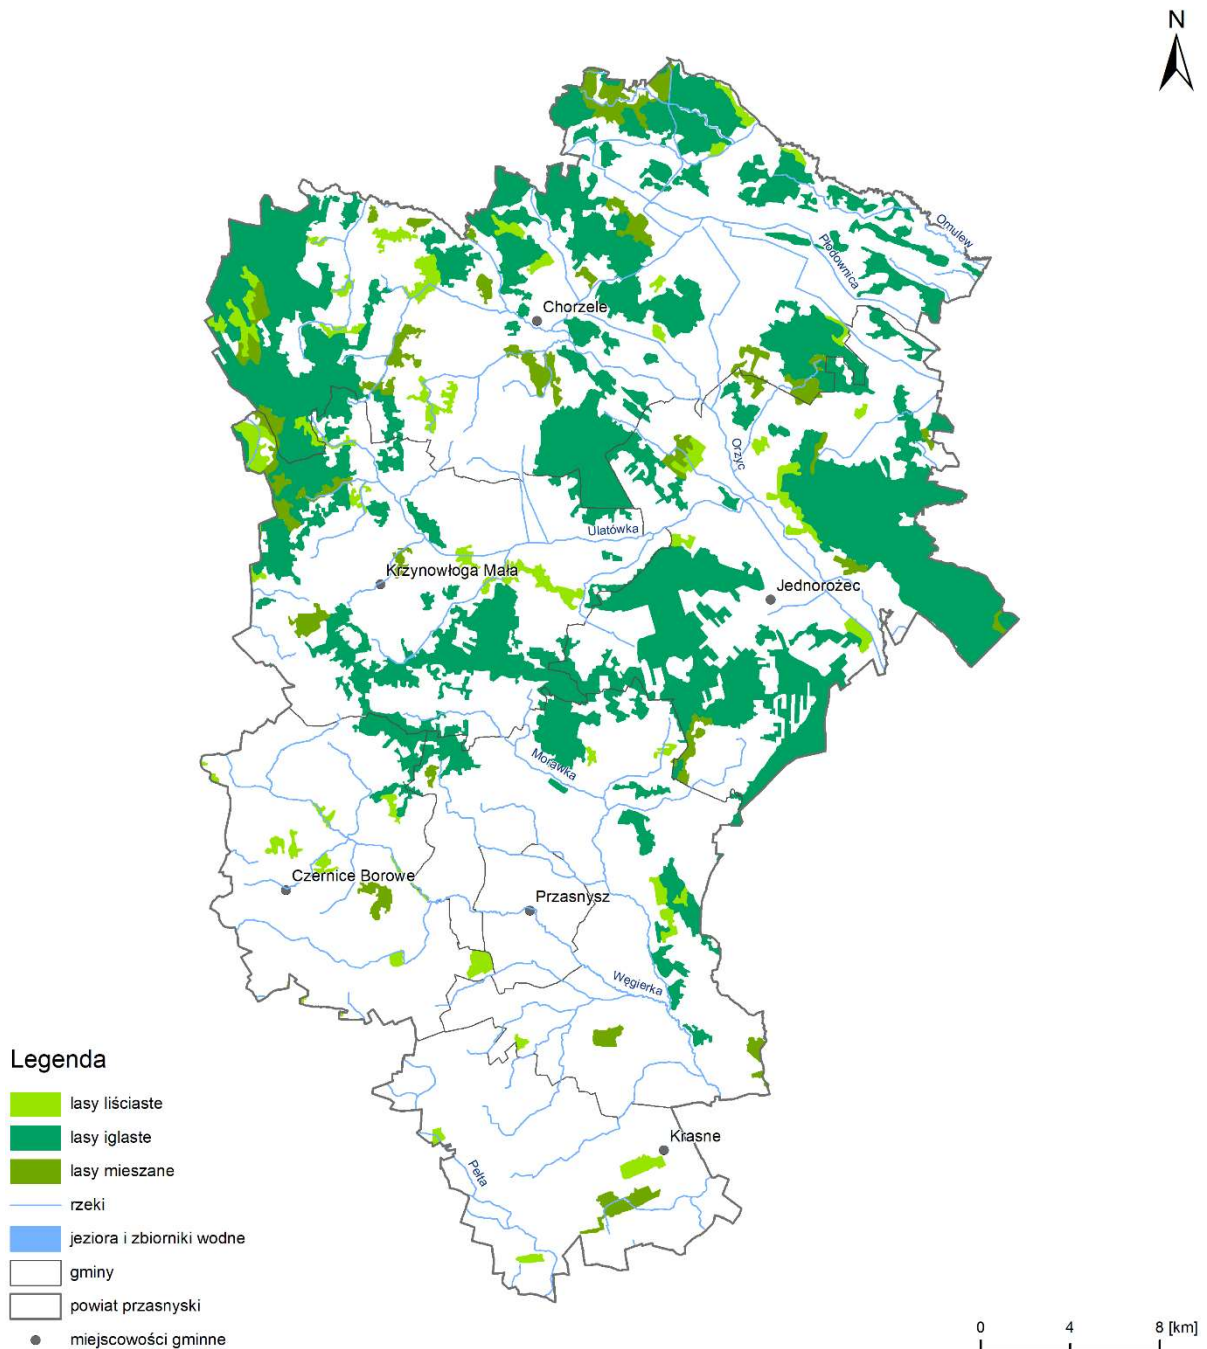 N
Omulew
Płodownica
Chorzele
Orzyc
Ulatówka
Krzynowłoga Mała
Jednorożec
Morawka
Czernice Borowe
Przasnysz
Węgierka
Krasne
Pełta
Legenda
lasy liściaste
lasy iglaste
lasy mieszane
rzeki
jeziora i zbiorniki wodne
gminy
powiat przasnyski
miejscowości gminne
0 4 8 [km]